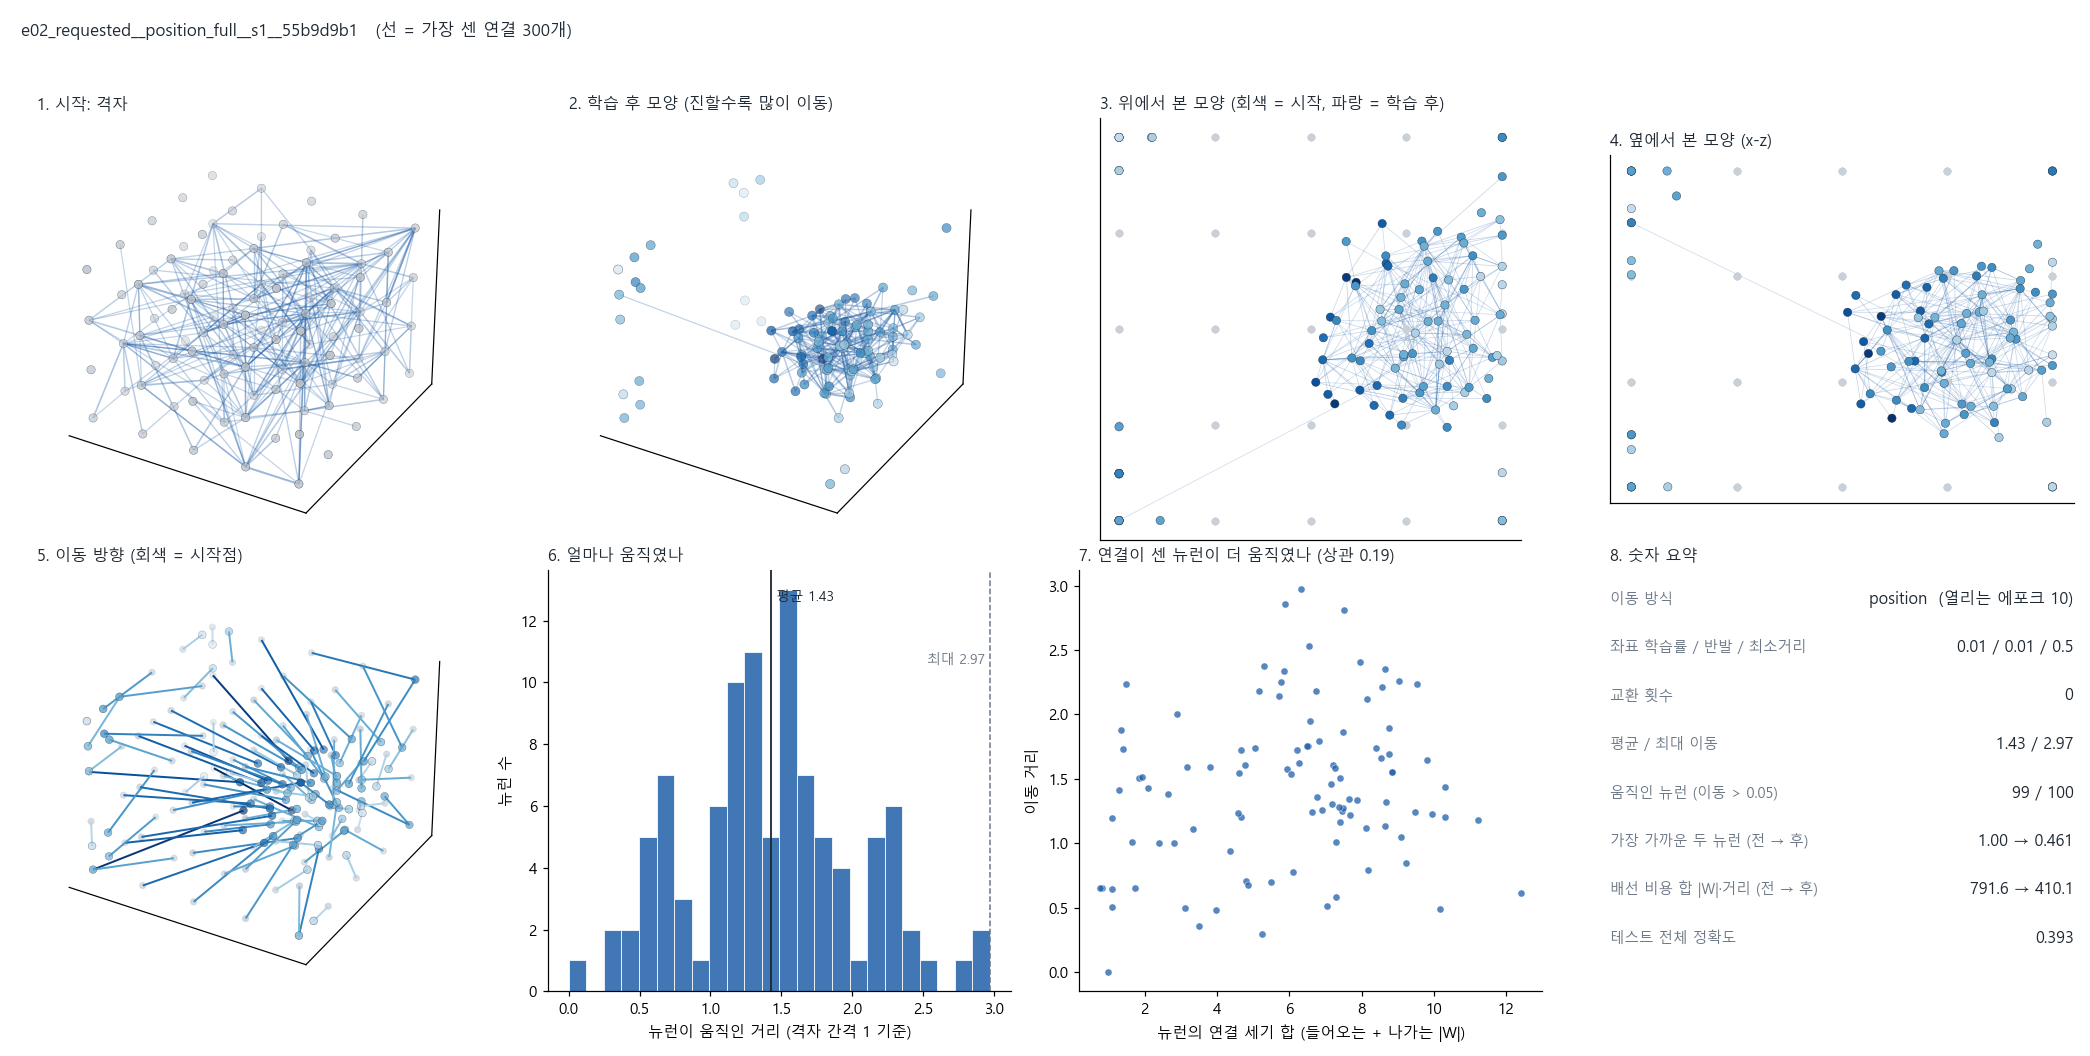 e02_requested__position_full__s1__55b9d9b1    (선 = 가장 센 연결 300개)
1. 시작: 격자
2. 학습 후 모양 (진할수록 많이 이동)
3. 위에서 본 모양 (회색 = 시작, 파랑 = 학습 후)
4. 옆에서 본 모양 (x-z)
5. 이동 방향 (회색 = 시작점)
6. 얼마나 움직였나
평균 1.43
최대 2.97
뉴런 수
0
2
4
6
8
10
12
0.0 0.5 1.0 1.5 2.0 2.5 3.0
뉴런이 움직인 거리 (격자 간격 1 기준)
7. 연결이 센 뉴런이 더 움직였나 (상관 0.19)
이동 거리
3.0
2.5
2.0
1.5
1.0
0.5
0.0
2 4 6 8 10 12
뉴런의 연결 세기 합 (들어오는 + 나가는 |W|)
8. 숫자 요약
이동 방식 position  (열리는 에포크 10)
좌표 학습률 / 반발 / 최소거리 0.01 / 0.01 / 0.5
교환 횟수 0
평균 / 최대 이동 1.43 / 2.97
움직인 뉴런 (이동 > 0.05) 99 / 100
가장 가까운 두 뉴런 (전 → 후) 1.00 → 0.461
배선 비용 합 |W|·거리 (전 → 후) 791.6 → 410.1
테스트 전체 정확도 0.393